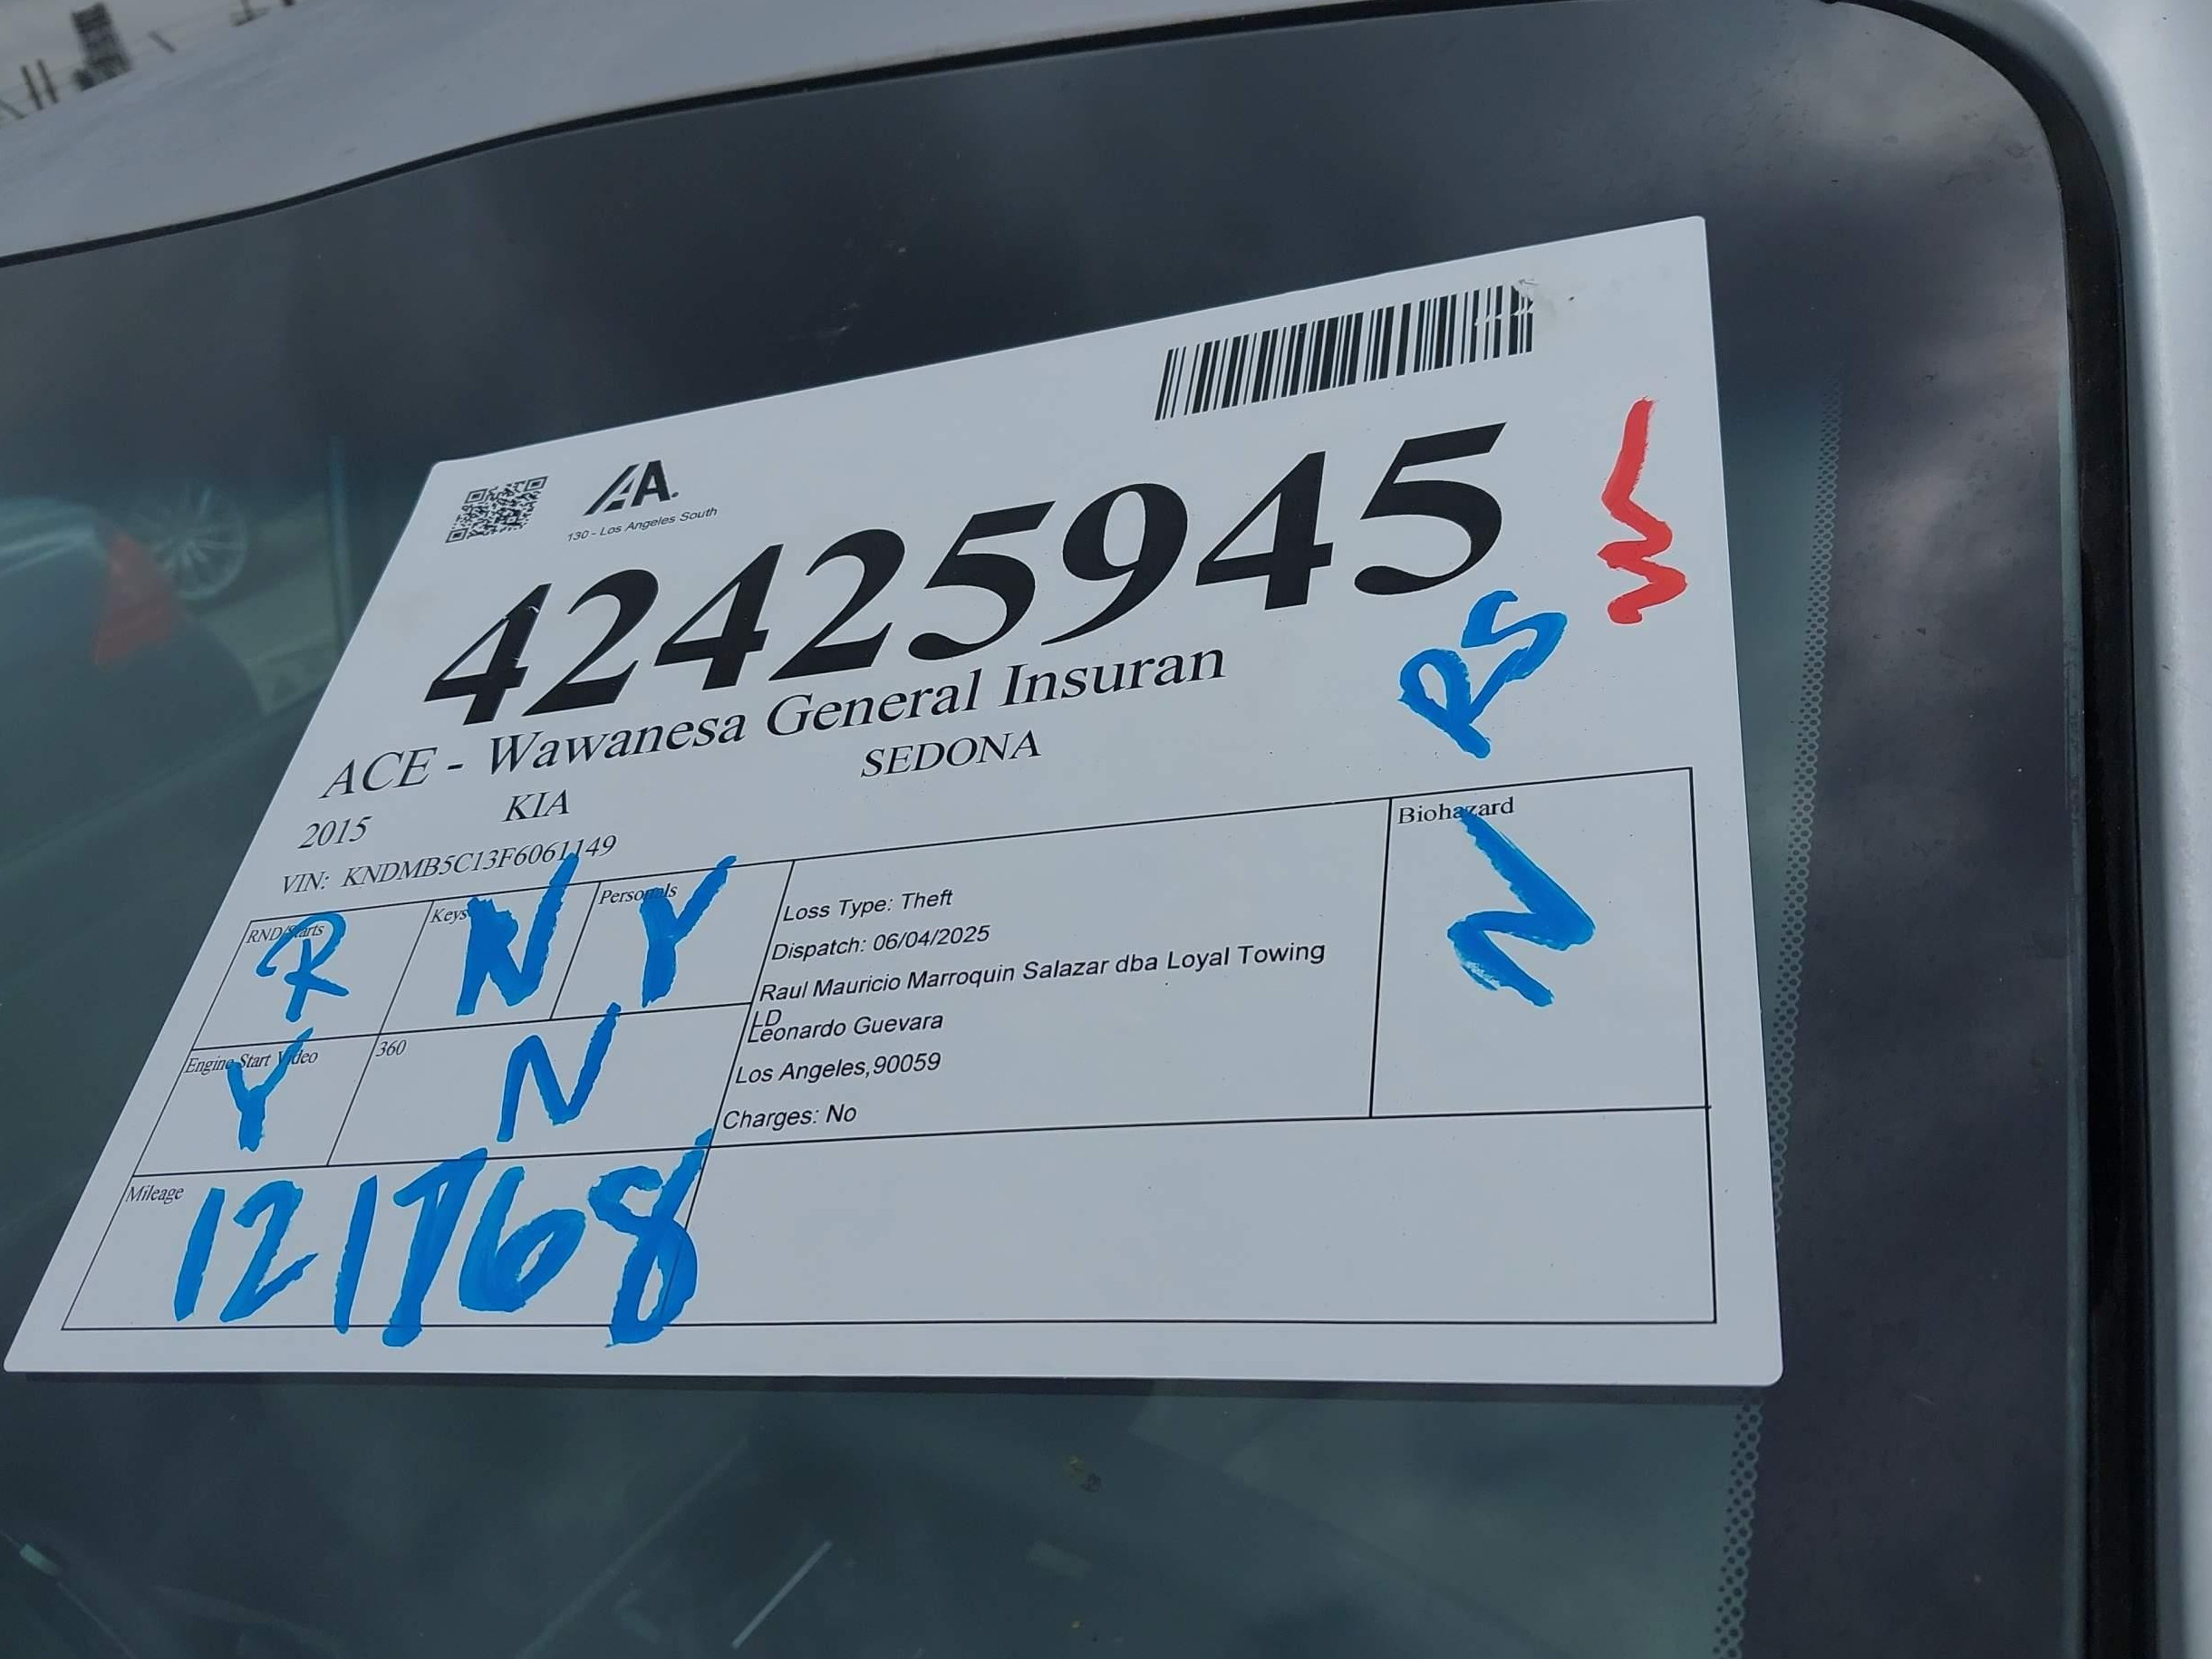 IAA.
130 - Los Angeles South
42425945
RS
ACE - Wawanesa General Insuran
2015 KIA SEDONA
VIN: KNDMB5C13F6061149
RND/Starts R Keys N Personals Y
Loss Type: Theft
Dispatch: 06/04/2025
Raul Mauricio Marroquin Salazar dba Loyal Towing
LD
Leonardo Guevara
Los Angeles,90059
Charges: No
Biohazard N
Engine Start Video Y 360 N
Mileage 121768